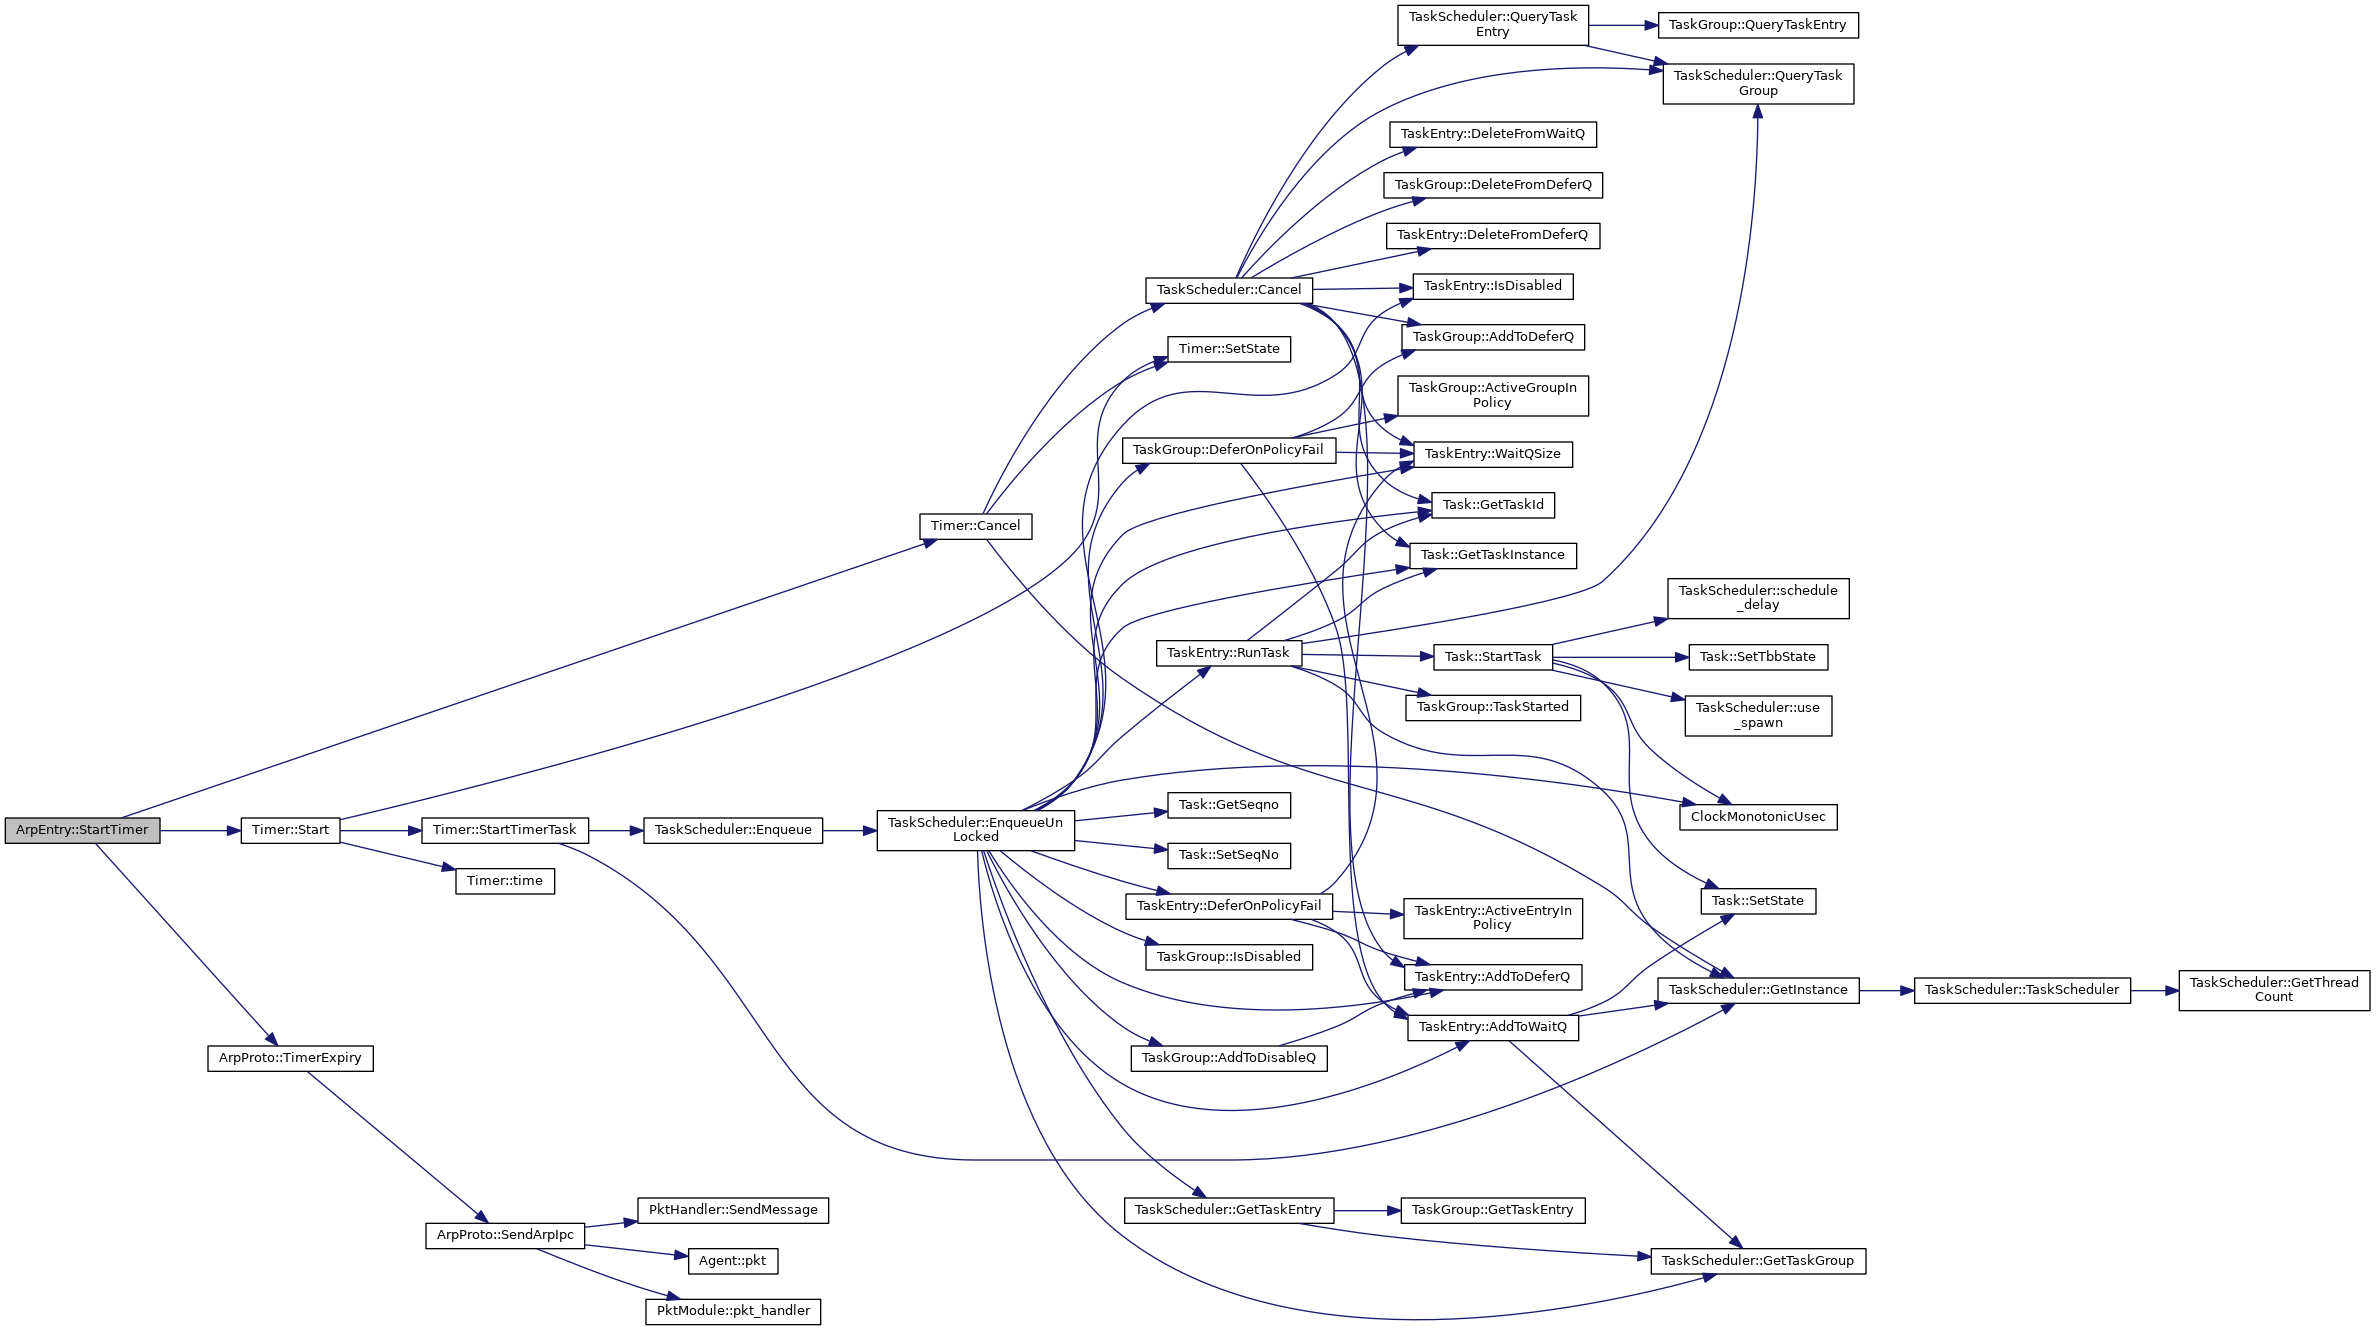 TaskScheduler::QueryTask
Entry
TaskGroup::QueryTaskEntry
TaskScheduler::QueryTask
Group
TaskEntry::DeleteFromWaitQ
TaskGroup::DeleteFromDeferQ
TaskEntry::DeleteFromDeferQ
TaskScheduler::Cancel
TaskEntry::IsDisabled
TaskGroup::AddToDeferQ
Timer::SetState
TaskGroup::ActiveGroupIn
Policy
TaskGroup::DeferOnPolicyFail
TaskEntry::WaitQSize
Task::GetTaskId
Timer::Cancel
Task::GetTaskInstance
TaskScheduler::schedule
_delay
TaskEntry::RunTask
Task::StartTask
Task::SetTbbState
TaskGroup::TaskStarted
TaskScheduler::use
_spawn
Task::GetSeqno
ClockMonotonicUsec
ArpEntry::StartTimer
Timer::Start
Timer::StartTimerTask
TaskScheduler::Enqueue
TaskScheduler::EnqueueUn
Locked
Task::SetSeqNo
Timer::time
TaskEntry::DeferOnPolicyFail
TaskEntry::ActiveEntryIn
Policy
Task::SetState
TaskGroup::IsDisabled
TaskEntry::AddToDeferQ
TaskScheduler::GetInstance
TaskScheduler::TaskScheduler
TaskScheduler::GetThread
Count
TaskEntry::AddToWaitQ
ArpProto::TimerExpiry
TaskGroup::AddToDisableQ
PktHandler::SendMessage
TaskScheduler::GetTaskEntry
TaskGroup::GetTaskEntry
ArpProto::SendArpIpc
Agent::pkt
TaskScheduler::GetTaskGroup
PktModule::pkt_handler